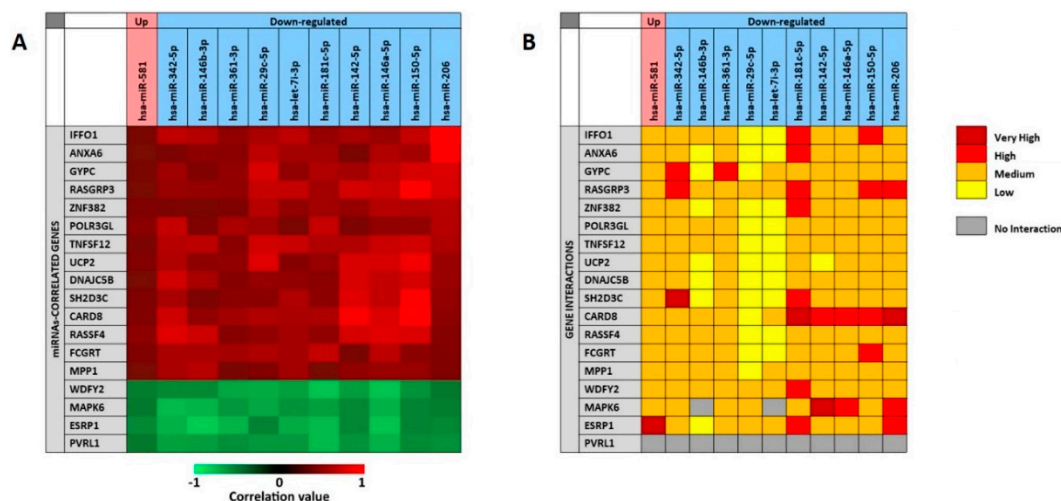 A
Up
Down-regulated
hsa-miR-581
hsa-miR-342-5p
hsa-miR-146b-3p
hsa-miR-361-3p
hsa-miR-29c-5p
hsa-let-7i-3p
hsa-miR-181c-5p
hsa-miR-142-5p
hsa-miR-146a-5p
hsa-miR-150-5p
hsa-miR-206
miRNAs-CORRELATED GENES
IFFO1
ANXA6
GYPC
RASGRP3
ZNF382
POLR3GL
TNFSF12
UCP2
DNAJC5B
SH2D3C
CARD8
RASSF4
FCGRT
MPP1
WDFY2
MAPK6
ESRP1
PVRL1
-1
0
1
Correlation value
B
Up
Down-regulated
hsa-miR-581
hsa-miR-342-5p
hsa-miR-146b-3p
hsa-miR-361-3p
hsa-miR-29c-5p
hsa-let-7i-3p
hsa-miR-181c-5p
hsa-miR-142-5p
hsa-miR-146a-5p
hsa-miR-150-5p
hsa-miR-206
GENE INTERACTIONS
IFFO1
ANXA6
GYPC
RASGRP3
ZNF382
POLR3GL
TNFSF12
UCP2
DNAJC5B
SH2D3C
CARD8
RASSF4
FCGRT
MPP1
WDFY2
MAPK6
ESRP1
PVRL1
Very High
High
Medium
Low
No Interaction